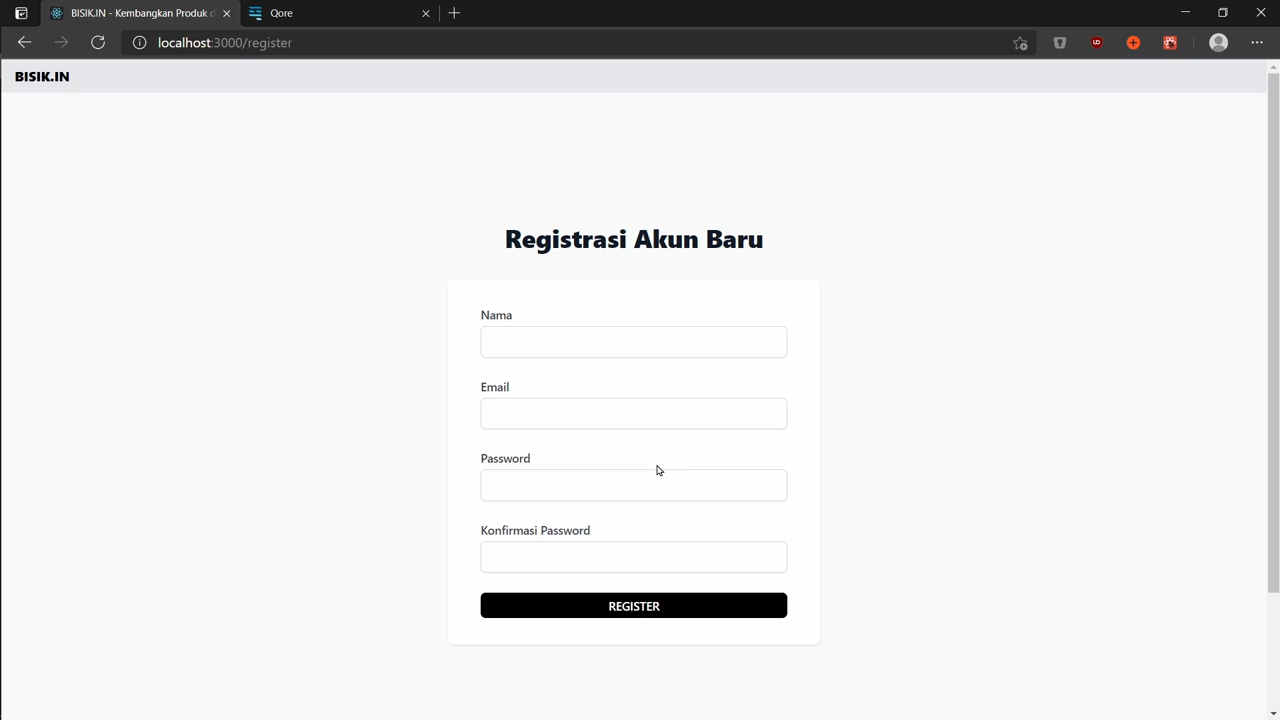 BISIK.IN - Kembangkan Produk d
Qore
localhost:3000/register
BISIK.IN
Registrasi Akun Baru
Nama
Email
Password
Konfirmasi Password
REGISTER